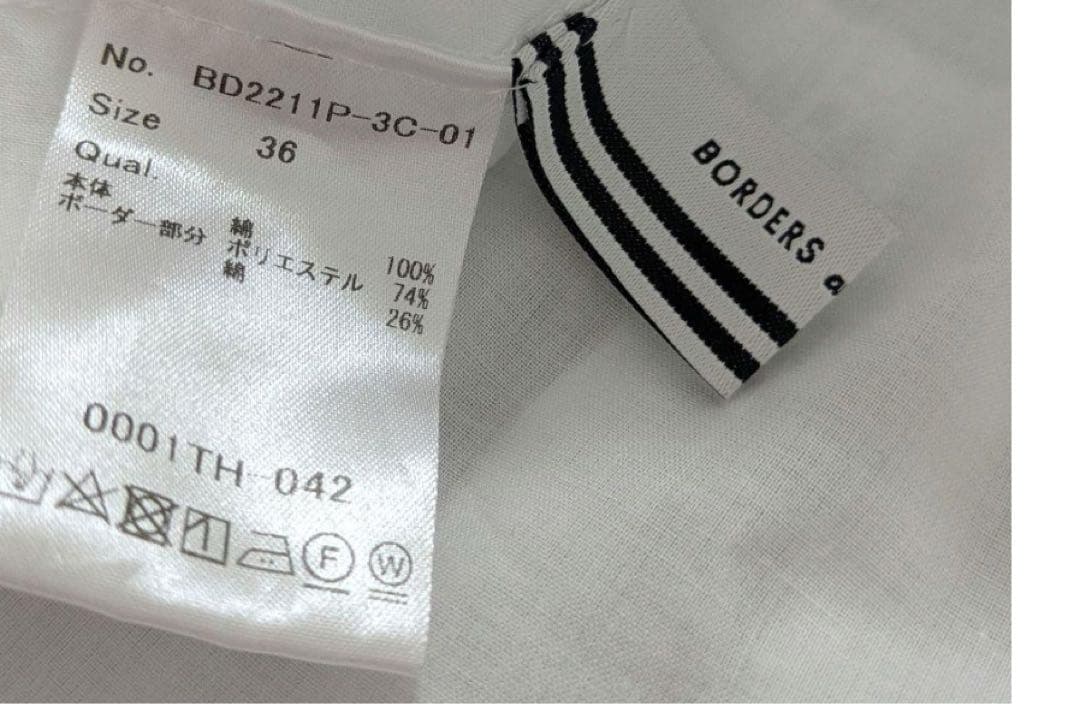 No. BD2211P-3C-01
Size 36
Qual.
本体 綿 100%
ボーダー部分 ポリエステル 74%
綿 26%
0001TH-042
F W
BORDERS a